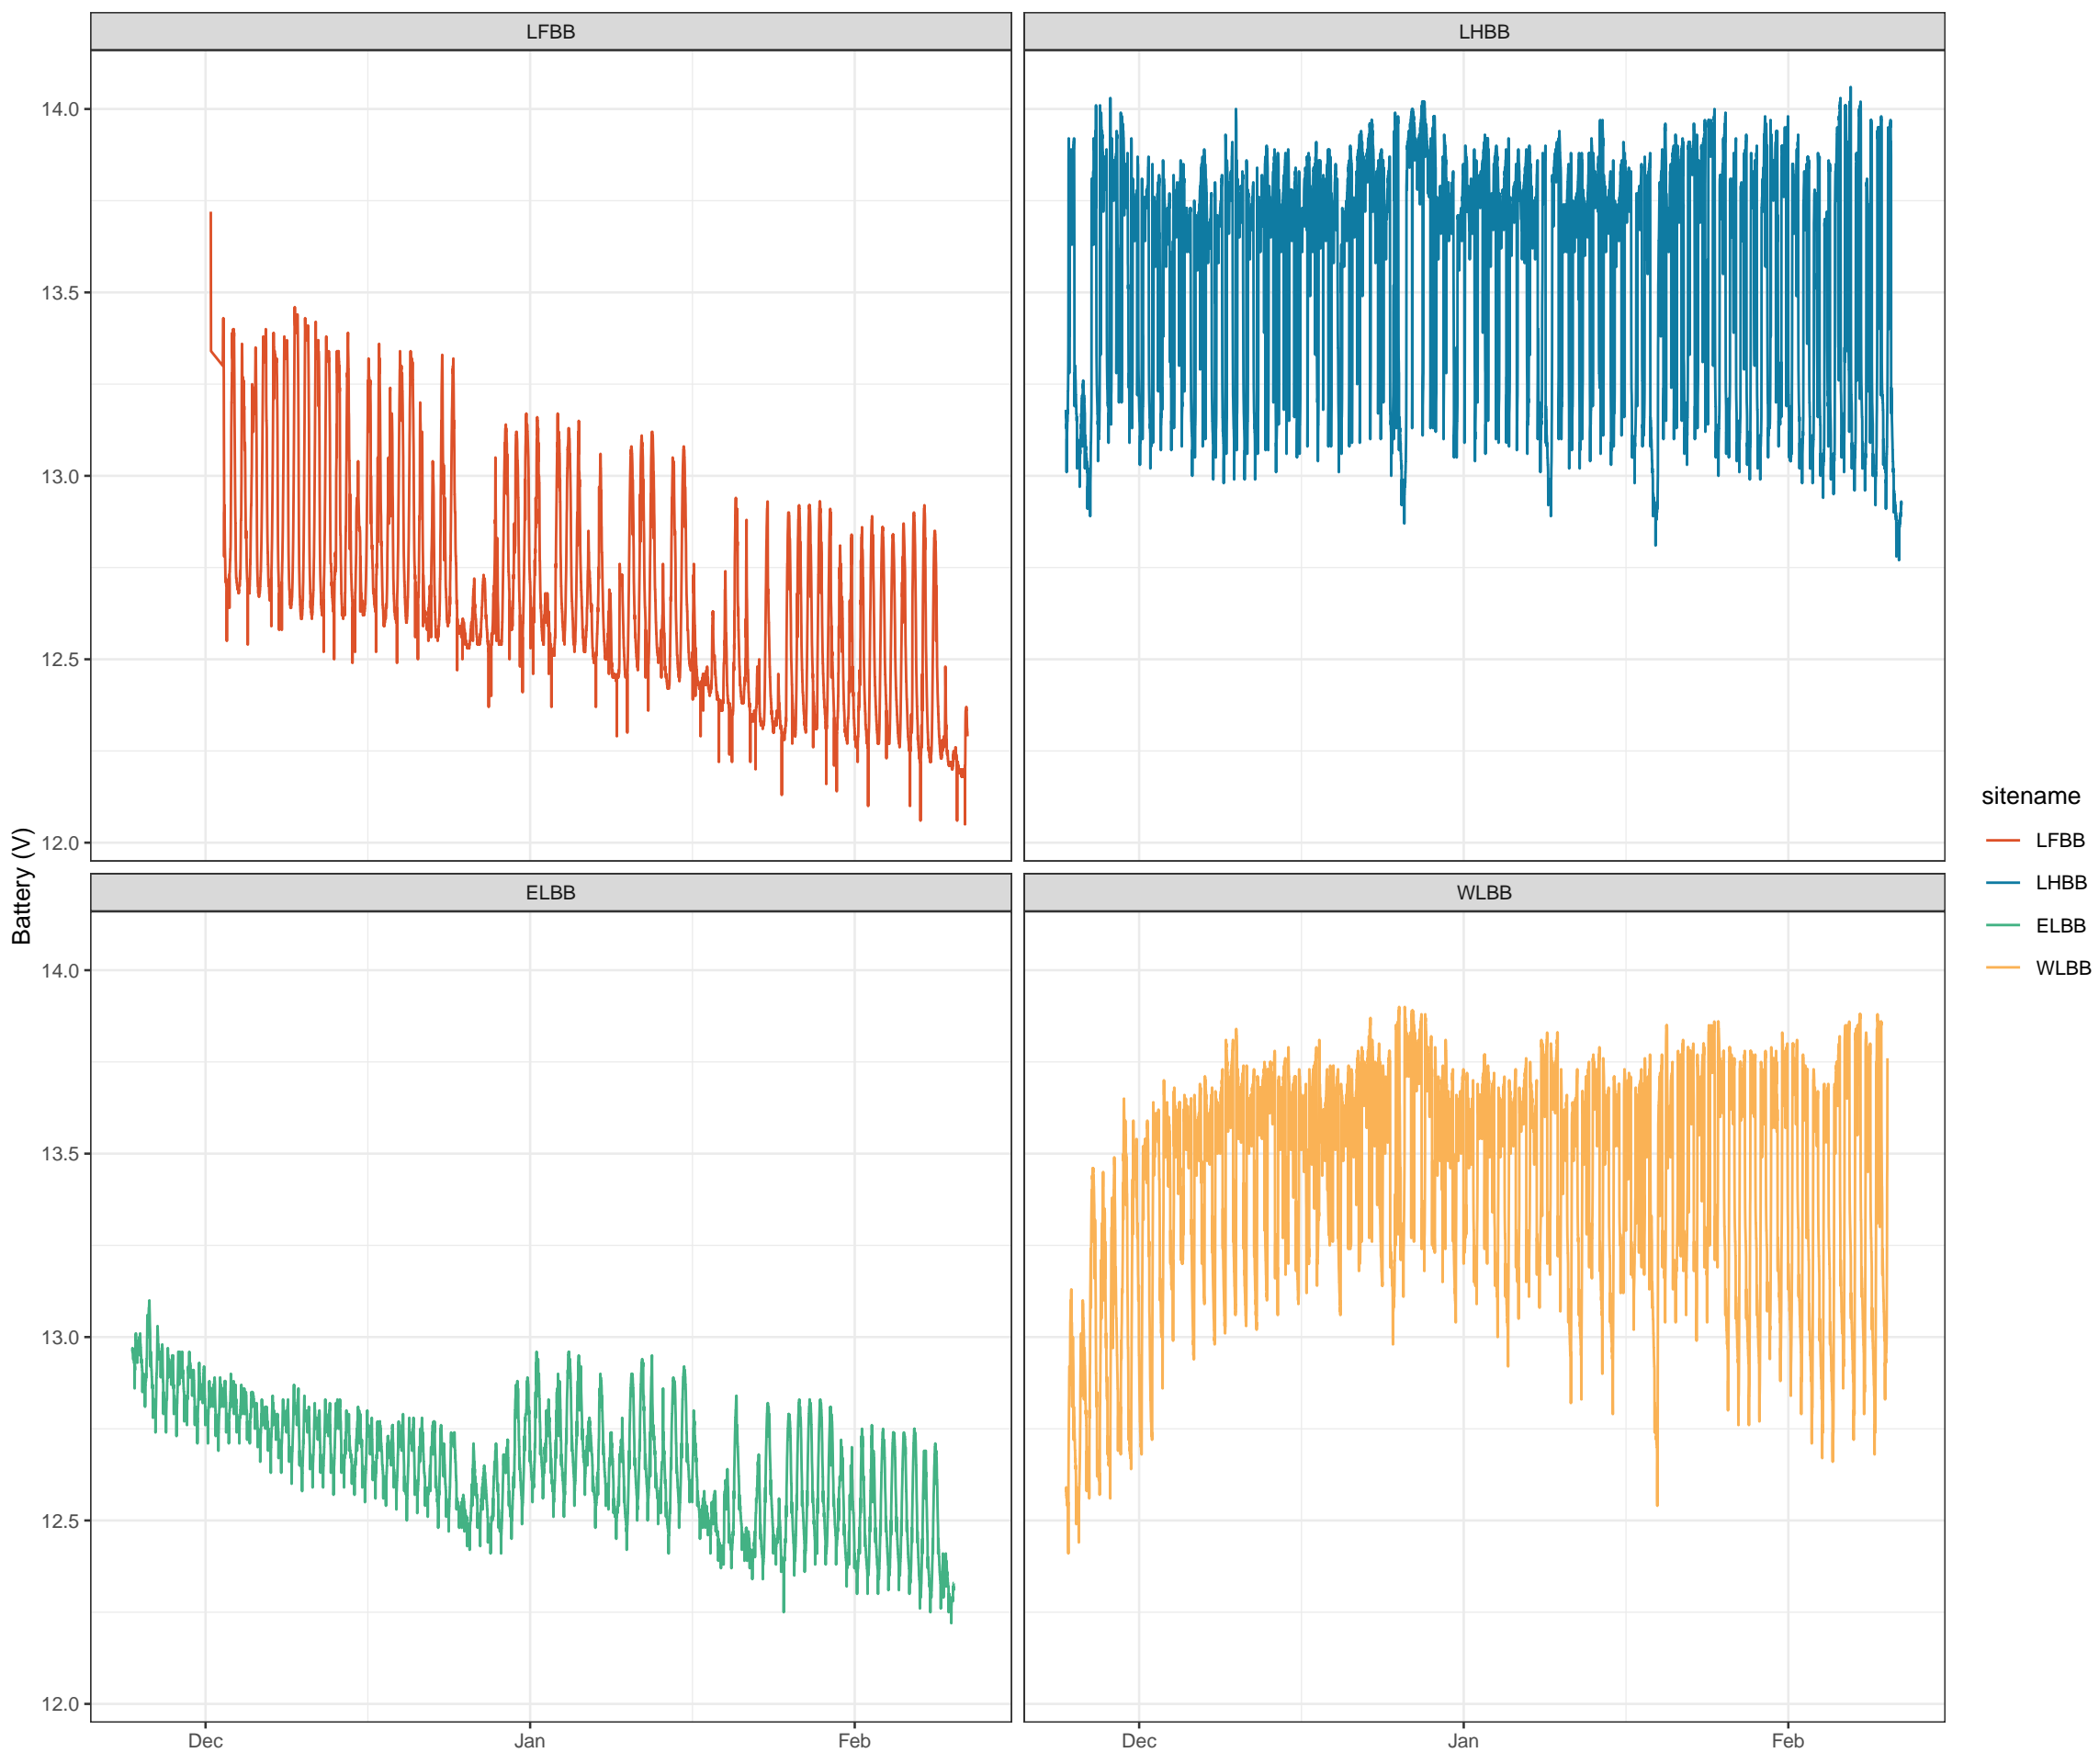 LFBB
LHBB
14.0
13.5
13.0
12.5
12.0
Battery (V)
ELBB
WLBB
14.0
13.5
13.0
12.5
12.0
Dec
Jan
Feb
Dec
Jan
Feb
sitename
LFBB
LHBB
ELBB
WLBB